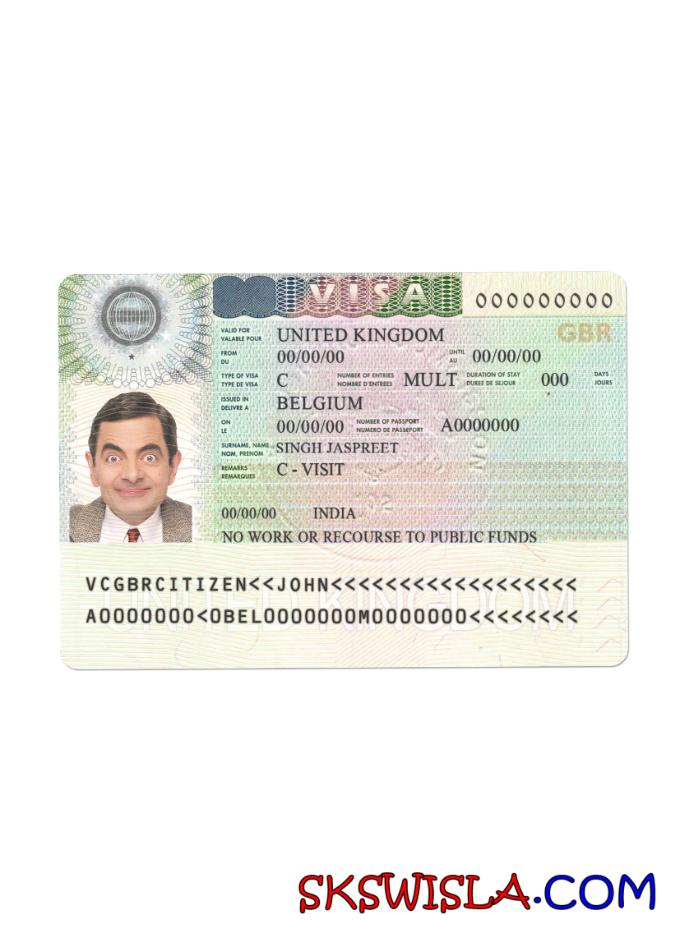 VISA 000000000
VALID FOR
VALABLE POUR UNITED KINGDOM GBR
FROM
DU 00/00/00 UNTIL
AU 00/00/00
TYPE OF VISA
TYPE DE VISA C NUMBER OF ENTRIES
NOMBRE D'ENTREES MULT DURATION OF STAY
DUREE DE SEJOUR 000 DAYS
JOURS
ISSUED IN
DELIVRE A BELGIUM
ON
LE 00/00/00 NUMBER OF PASSPORT
NUMERO DE PASSEPORT A0000000
SURNAME, NAME
NOM, PRENOM SINGH JASPREET
REMARKS
REMARQUES C - VISIT
00/00/00 INDIA
NO WORK OR RECOURSE TO PUBLIC FUNDS
UNITED KINGDOM
VCGBRCITIZEN<<JOHN<<<<<<<<<<<<<<<<<<
A0000000<0BEL0000000M0000000<<<<<<<<
SKSWISLA.COM